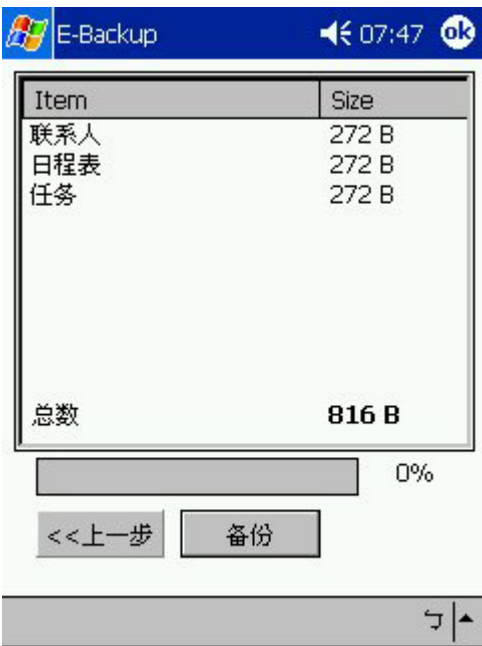 E-Backup 07:47 ok
Item Size
联系人 272 B
日程表 272 B
任务 272 B
总数 816 B
0%
<<上一步 备份
ㄅ